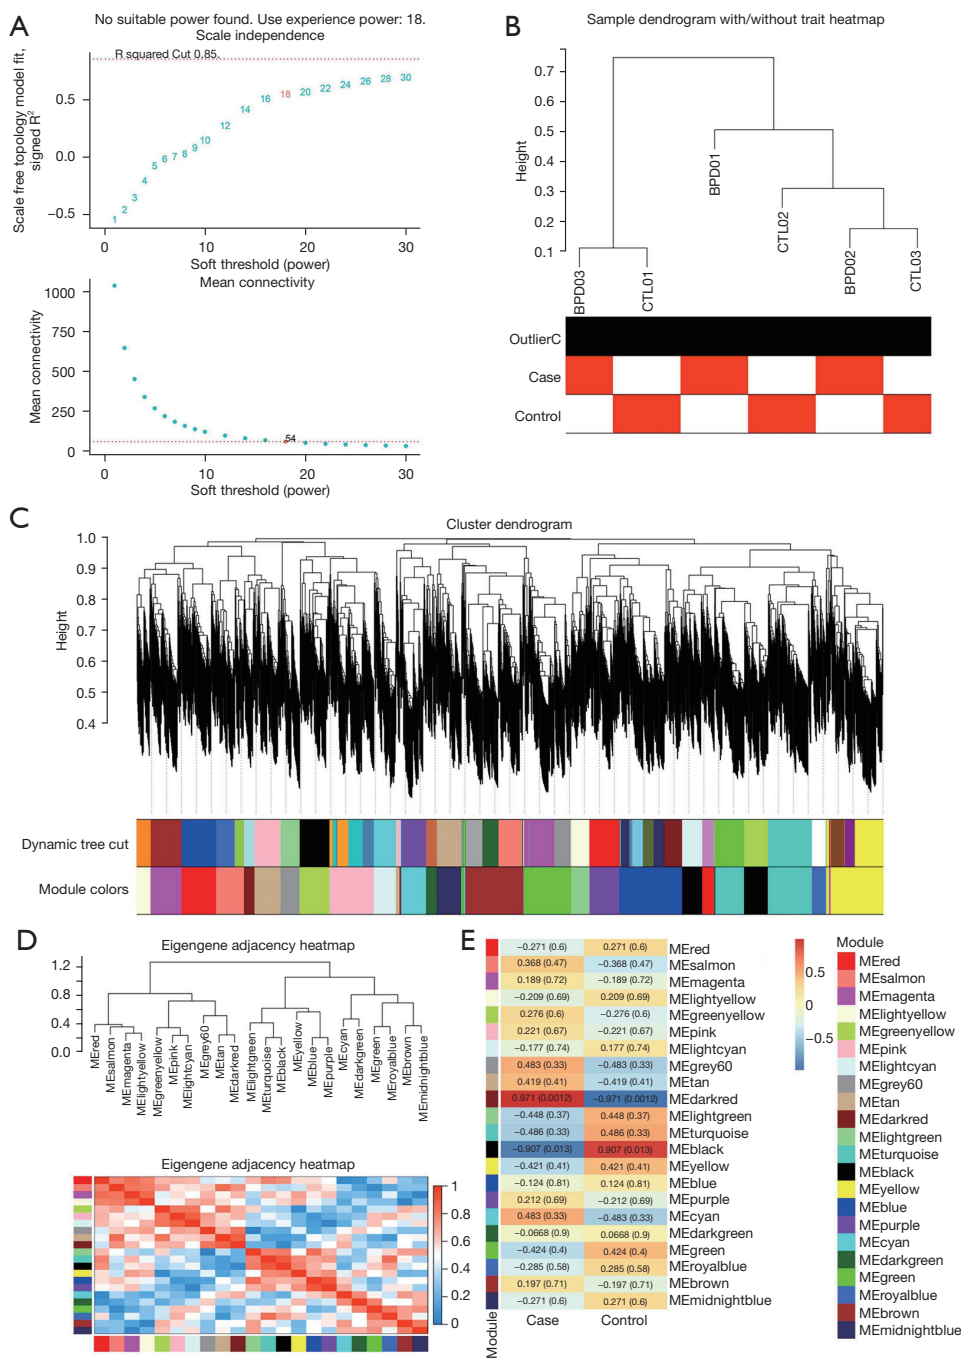 A
No suitable power found. Use experience power: 18.
Scale independence
R squared Cut 0.85.
Scale free topology model fit,
signed R²
0.5
0.0
−0.5
1 2 3 4 5 6 7 8 9 10 12 14 16 18 20 22 24 26 28 30
0 10 20 30
Soft threshold (power)
Mean connectivity
Mean connectivity
1000
750
500
250
0
54
0 10 20 30
Soft threshold (power)
B
Sample dendrogram with/without trait heatmap
Height
0.7
0.6
0.5
0.4
0.3
0.2
0.1
BPD03
CTL01
BPD01
CTL02
BPD02
CTL03
OutlierC
Case
Control
C
Cluster dendrogram
Height
1.0
0.9
0.8
0.7
0.6
0.5
0.4
Dynamic tree cut
Module colors
D
Eigengene adjacency heatmap
1.2
0.8
0.4
0.0
MEred
MEsalmon
MEmagenta
MElightyellow
MEgreenyellow
MEpink
MElightcyan
MEgrey60
MEtan
MEdarkred
MElightgreen
MEturquoise
MEblack
MEyellow
MEblue
MEpurple
MEcyan
MEdarkgreen
MEgreen
MEroyalblue
MEbrown
MEmidnightblue
Eigengene adjacency heatmap
1
0.8
0.6
0.4
0.2
0
E
−0.271 (0.6) 0.271 (0.6) MEred
0.368 (0.47) −0.368 (0.47) MEsalmon
0.189 (0.72) −0.189 (0.72) MEmagenta
−0.209 (0.69) 0.209 (0.69) MElightyellow
0.276 (0.6) −0.276 (0.6) MEgreenyellow
0.221 (0.67) −0.221 (0.67) MEpink
−0.177 (0.74) 0.177 (0.74) MElightcyan
0.483 (0.33) −0.483 (0.33) MEgrey60
0.419 (0.41) −0.419 (0.41) MEtan
0.971 (0.0012) −0.971 (0.0012) MEdarkred
−0.448 (0.37) 0.448 (0.37) MElightgreen
−0.486 (0.33) 0.486 (0.33) MEturquoise
−0.907 (0.013) 0.907 (0.013) MEblack
−0.421 (0.41) 0.421 (0.41) MEyellow
−0.124 (0.81) 0.124 (0.81) MEblue
0.212 (0.69) −0.212 (0.69) MEpurple
0.483 (0.33) −0.483 (0.33) MEcyan
−0.0668 (0.9) 0.0668 (0.9) MEdarkgreen
−0.424 (0.4) 0.424 (0.4) MEgreen
−0.285 (0.58) 0.285 (0.58) MEroyalblue
0.197 (0.71) −0.197 (0.71) MEbrown
−0.271 (0.6) 0.271 (0.6) MEmidnightblue
Module
Case Control
0.5
0
−0.5
Module
MEred
MEsalmon
MEmagenta
MElightyellow
MEgreenyellow
MEpink
MElightcyan
MEgrey60
MEtan
MEdarkred
MElightgreen
MEturquoise
MEblack
MEyellow
MEblue
MEpurple
MEcyan
MEdarkgreen
MEgreen
MEroyalblue
MEbrown
MEmidnightblue